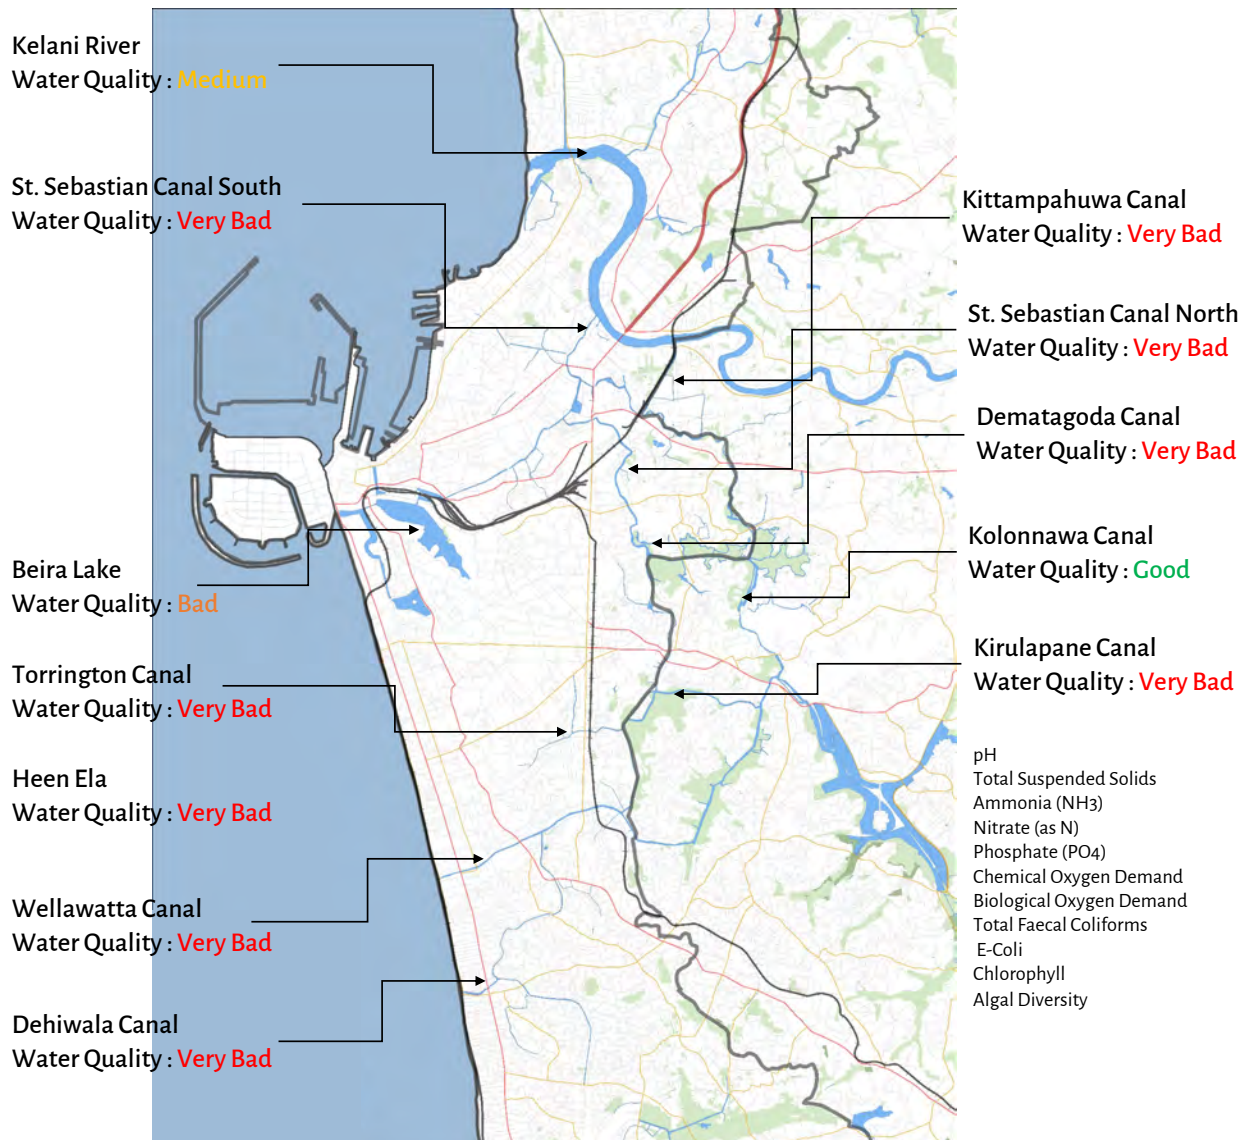 Kelani River
Water Quality : Medium
St. Sebastian Canal South
Water Quality : Very Bad
Beira Lake
Water Quality : Bad
Torrington Canal
Water Quality : Very Bad
Heen Ela
Water Quality : Very Bad
Wellawatta Canal
Water Quality : Very Bad
Dehiwala Canal
Water Quality : Very Bad
Kittampahuwa Canal
Water Quality : Very Bad
St. Sebastian Canal North
Water Quality : Very Bad
Dematagoda Canal
Water Quality : Very Bad
Kolonnawa Canal
Water Quality : Good
Kirulapane Canal
Water Quality : Very Bad
pH
Total Suspended Solids
Ammonia (NH3)
Nitrate (as N)
Phosphate (PO4)
Chemical Oxygen Demand
Biological Oxygen Demand
Total Faecal Coliforms
E-Coli
Chlorophyll
Algal Diversity